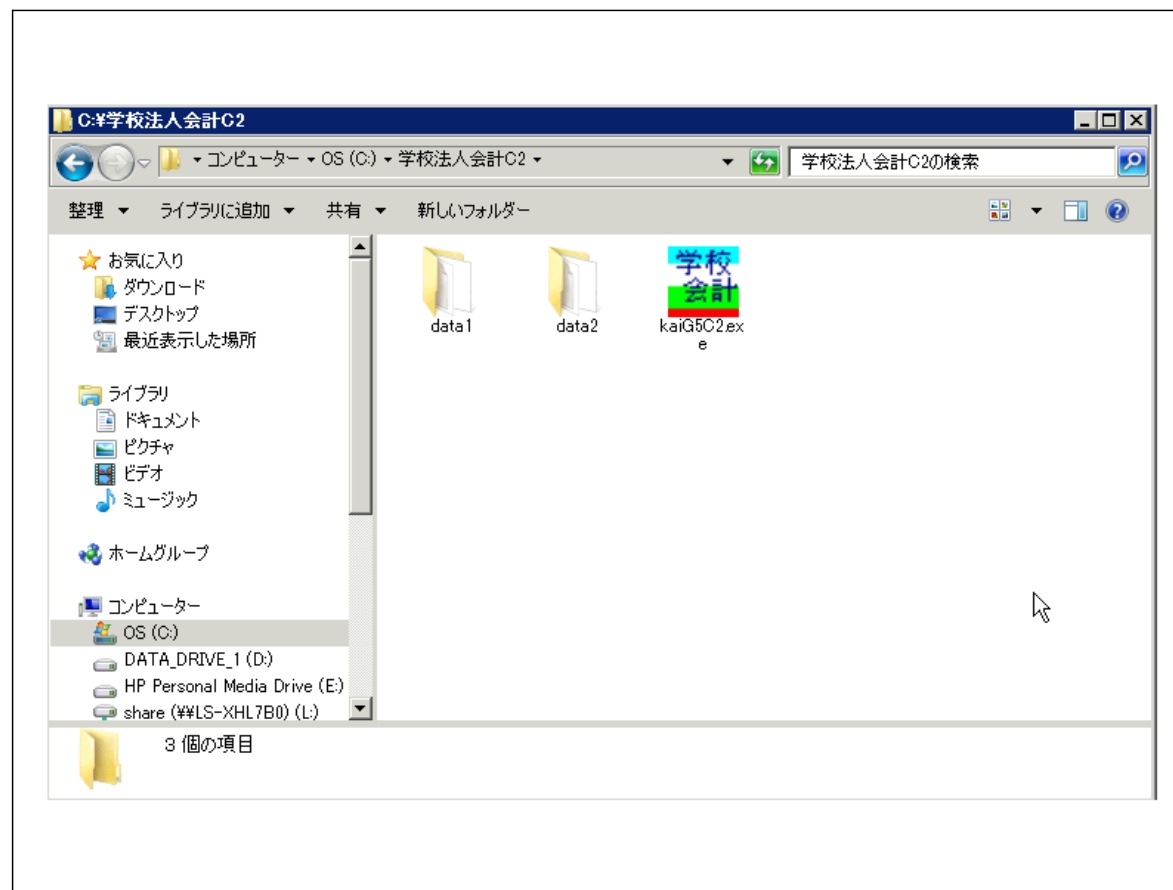 C:¥学校法人会計C2
コンピューター OS (C:) 学校法人会計C2
学校法人会計C2の検索
整理 ライブラリに追加 共有 新しいフォルダー
お気に入り
ダウンロード
デスクトップ
最近表示した場所
ライブラリ
ドキュメント
ピクチャ
ビデオ
ミュージック
ホームグループ
コンピューター
OS (C:)
DATA_DRIVE_1 (D:)
HP Personal Media Drive (E:)
share (¥¥LS-XHL7B0) (L:)
data1
data2
学校
会計
kaiG5C2.ex
e
3 個の項目